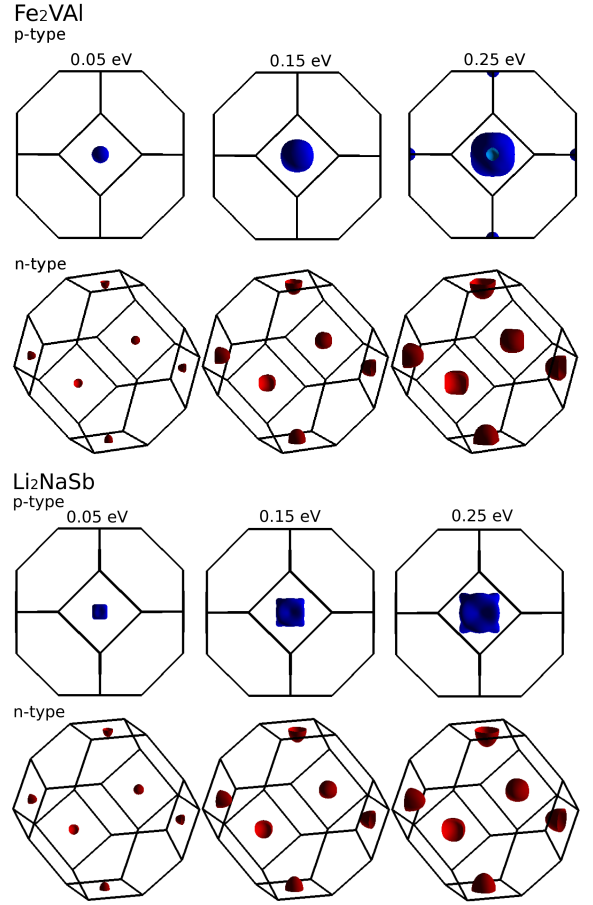 Fe₂VAl
p-type
0.05 eV 0.15 eV 0.25 eV
n-type
Li₂NaSb
p-type
0.05 eV 0.15 eV 0.25 eV
n-type